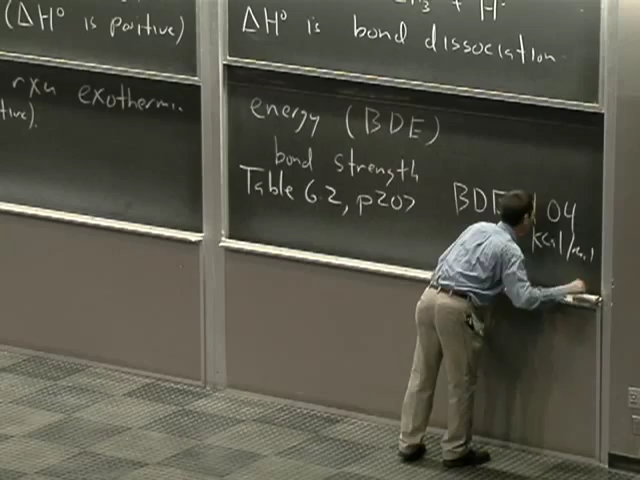 (ΔH° is positive)
rxn exothermic
tive).
+ H
ΔH° is bond dissociation
energy (BDE)
bond strength
Table 6.2, p207
BDE 104
kcal/mol